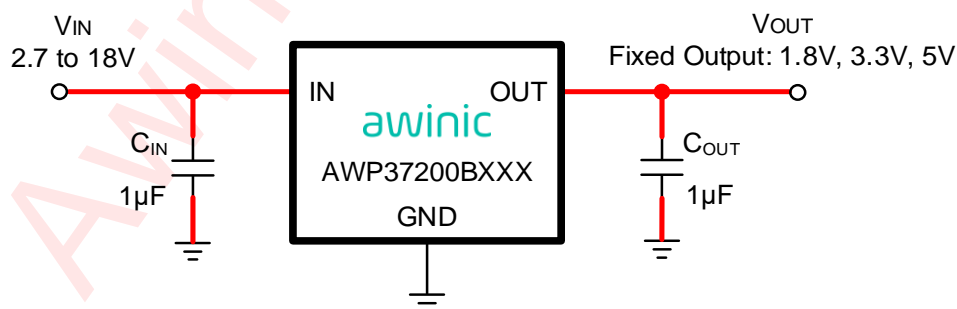 VIN
2.7 to 18V
VOUT
Fixed Output: 1.8V, 3.3V, 5V
IN
OUT
awinic
AWP37200BXXX
GND
CIN
1µF
COUT
1µF
Awini